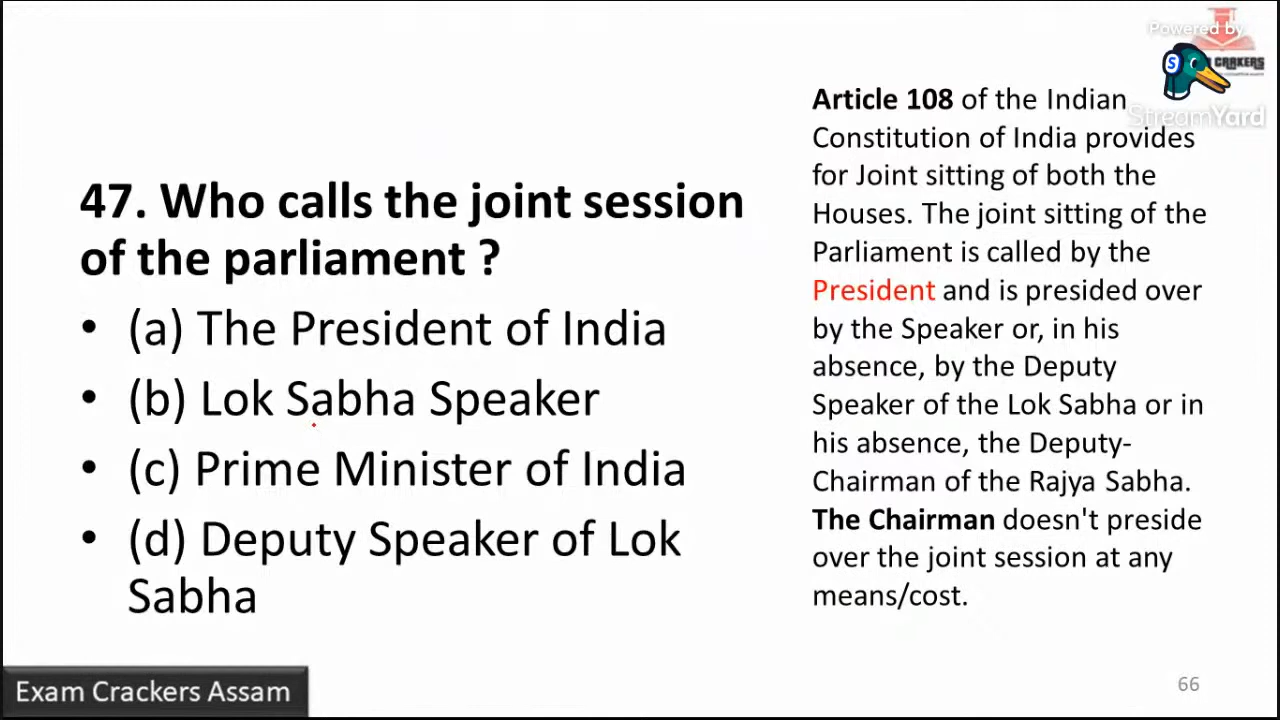 Powered by
CRAKERS
StreamYard
47. Who calls the joint session
of the parliament ?
• (a) The President of India
• (b) Lok Sabha Speaker
• (c) Prime Minister of India
• (d) Deputy Speaker of Lok
Sabha
Article 108 of the Indian
Constitution of India provides
for Joint sitting of both the
Houses. The joint sitting of the
Parliament is called by the
President and is presided over
by the Speaker or, in his
absence, by the Deputy
Speaker of the Lok Sabha or in
his absence, the Deputy-
Chairman of the Rajya Sabha.
The Chairman doesn't preside
over the joint session at any
means/cost.
Exam Crackers Assam
66